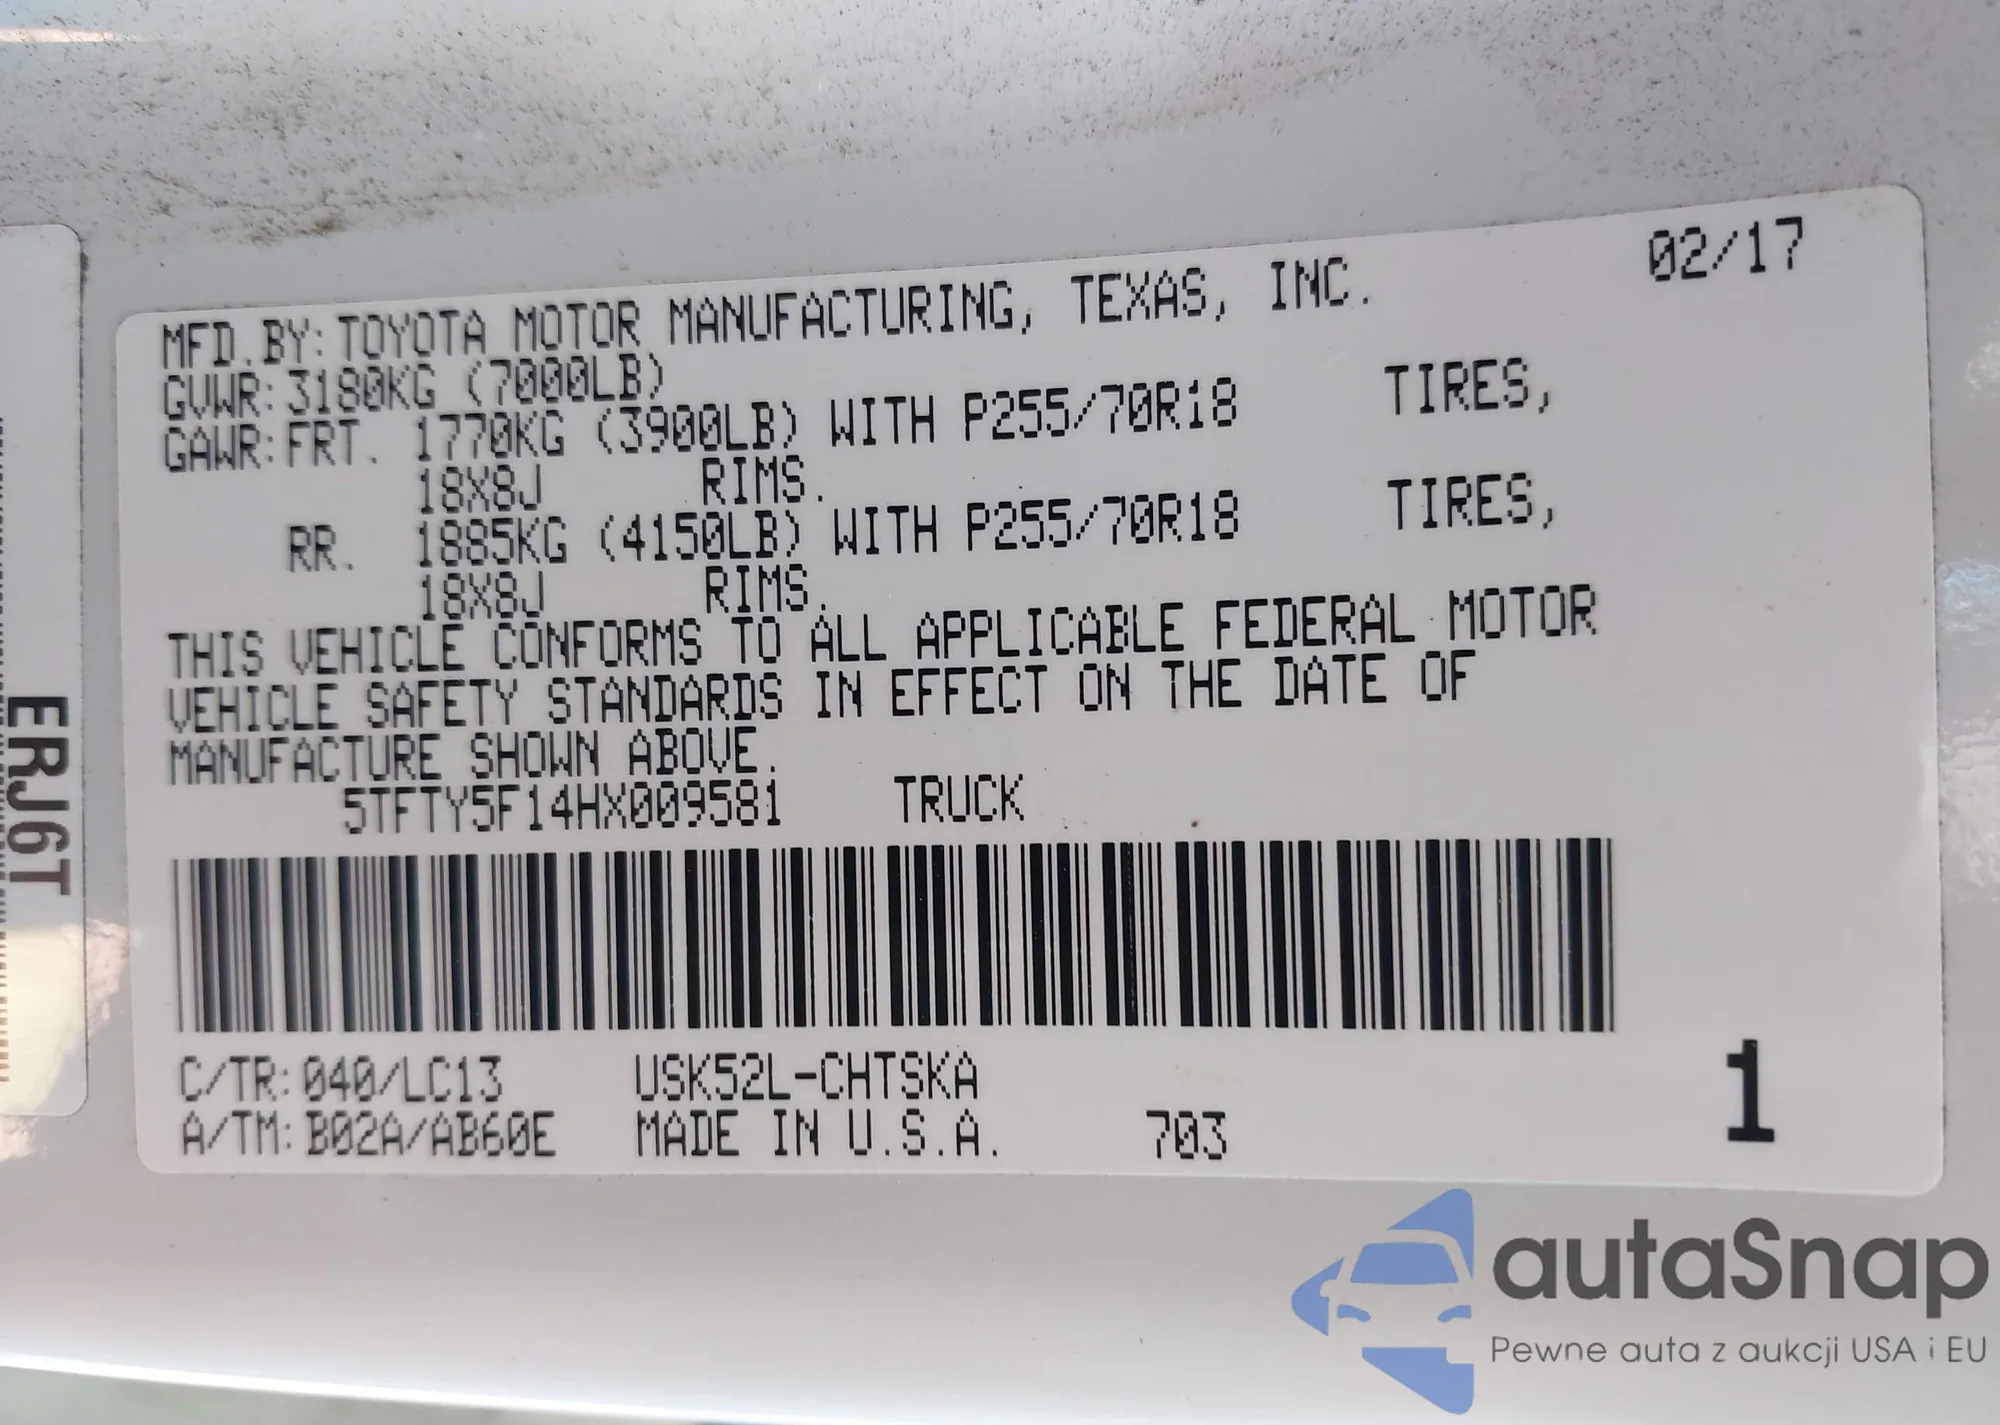 MFD.BY: TOYOTA MOTOR MANUFACTURING, TEXAS, INC. 02/17
GVWR: 3180KG (7000LB)
GAWR: FRT. 1770KG (3900LB) WITH P255/70R18 TIRES,
18X8J RIMS.
RR. 1885KG (4150LB) WITH P255/70R18 TIRES,
18X8J RIMS.
THIS VEHICLE CONFORMS TO ALL APPLICABLE FEDERAL MOTOR
VEHICLE SAFETY STANDARDS IN EFFECT ON THE DATE OF
MANUFACTURE SHOWN ABOVE.
5TFTY5F14HX009581 TRUCK
C/TR: 040/LC13 USK52L-CHTSKA
A/TM: B02A/AB60E MADE IN U.S.A. 703
1
ERJ6T
autaSnap
Pewne auta z aukcji USA i EU